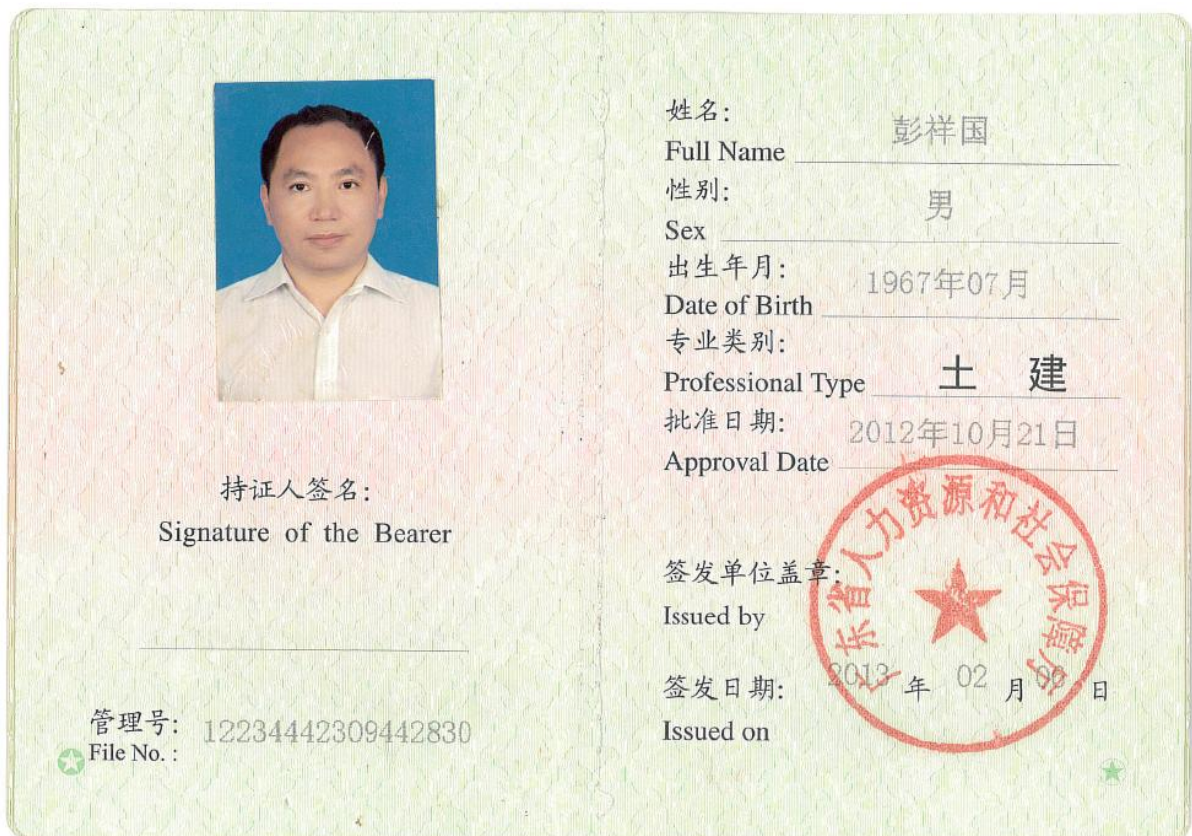 持证人签名:
Signature of the Bearer
管理号: 12234442309442830
File No. :
姓名: 彭祥国
Full Name
性别: 男
Sex
出生年月: 1967年07月
Date of Birth
专业类别:
Professional Type 土 建
批准日期: 2012年10月21日
Approval Date
签发单位盖章:
Issued by
广东省人力资源和社会保障厅
签发日期: 2013 年 02 月 日
Issued on